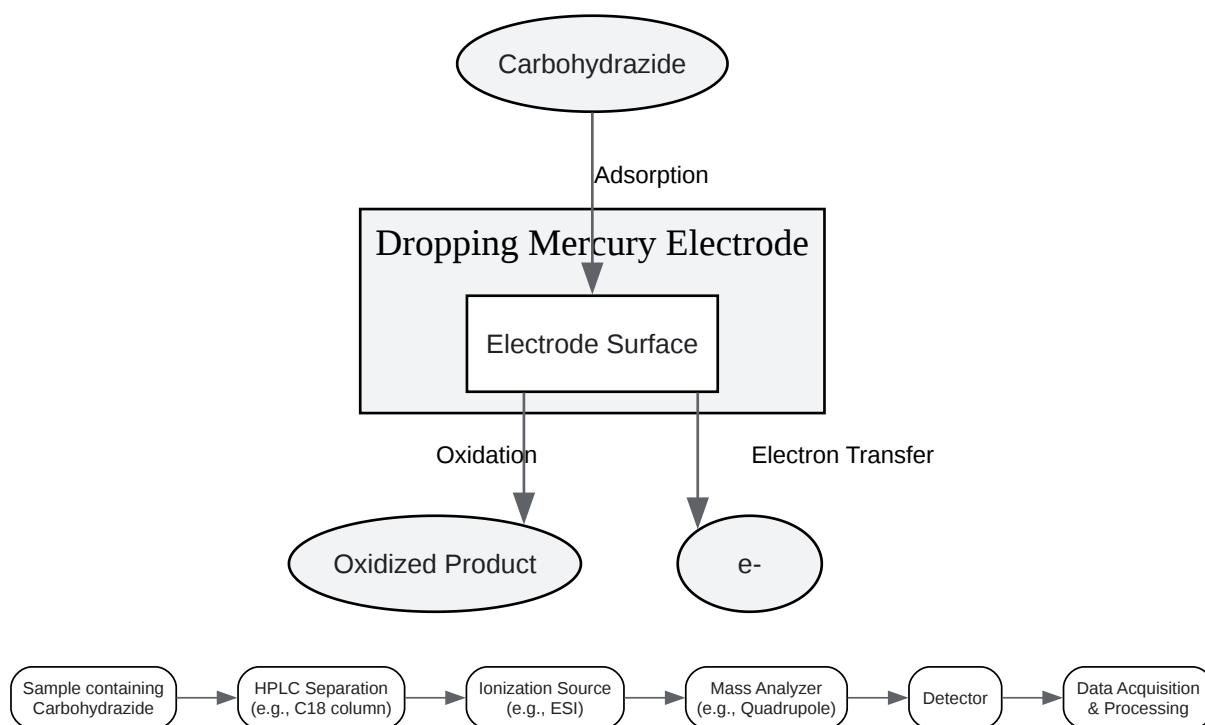 Carbohydrazide
Adsorption
Dropping Mercury Electrode
Electrode Surface
Oxidation
Electron Transfer
Oxidized Product
e-
Sample containing
Carbohydrazide
HPLC Separation
(e.g., C18 column)
Ionization Source
(e.g., ESI)
Mass Analyzer
(e.g., Quadrupole)
Detector
Data Acquisition
& Processing